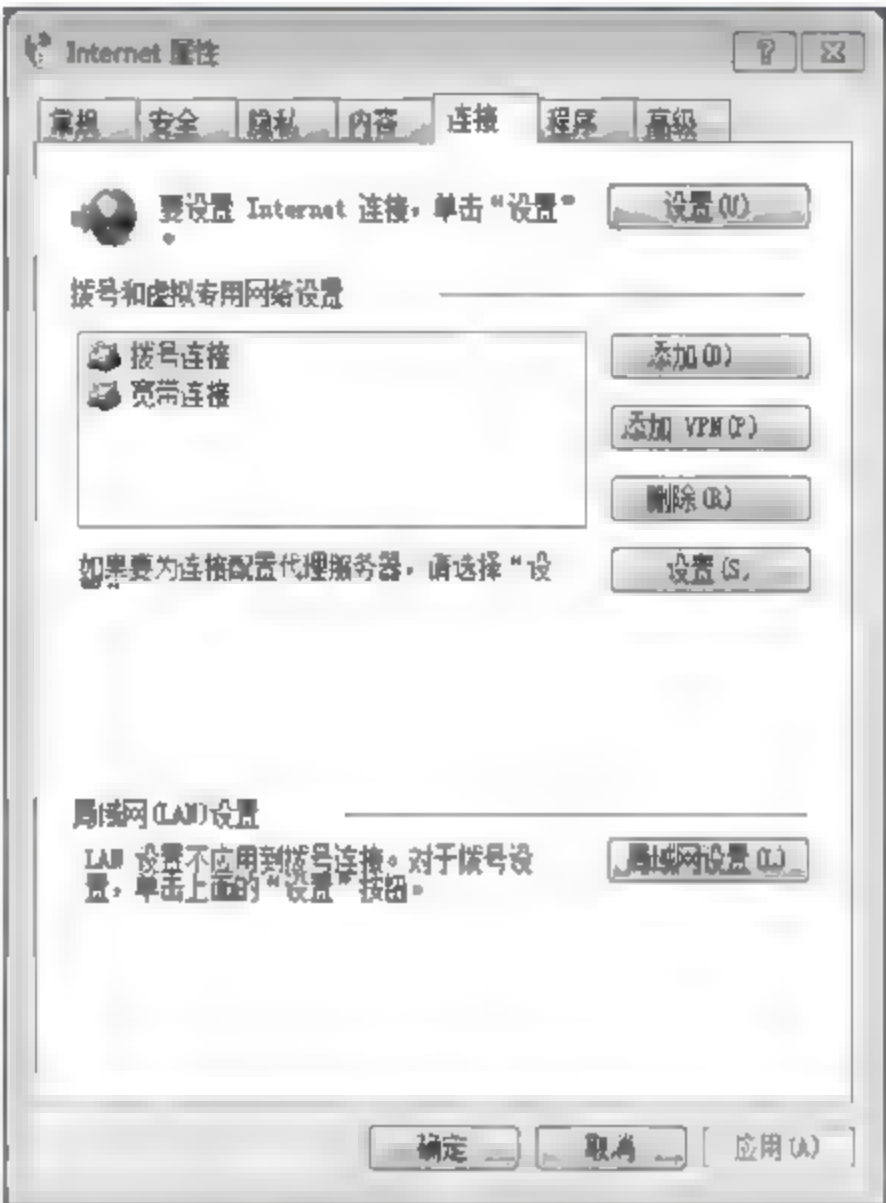 Internet 属性
常规 安全 隐私 内容 连接 程序 高级
要设置 Internet 连接，单击“设置” 设置(U)
。
拨号和虚拟专用网络设置
拨号连接 添加(D)
宽带连接
添加 VPN(P)
删除(R)
如果要为连接配置代理服务器，请选择“设 设置(S)
局域网(LAN)设置
LAN 设置不应用到拨号连接。对于拨号设 局域网设置(L)
置，单击上面的“设置”按钮。
确定 取消 应用(A)